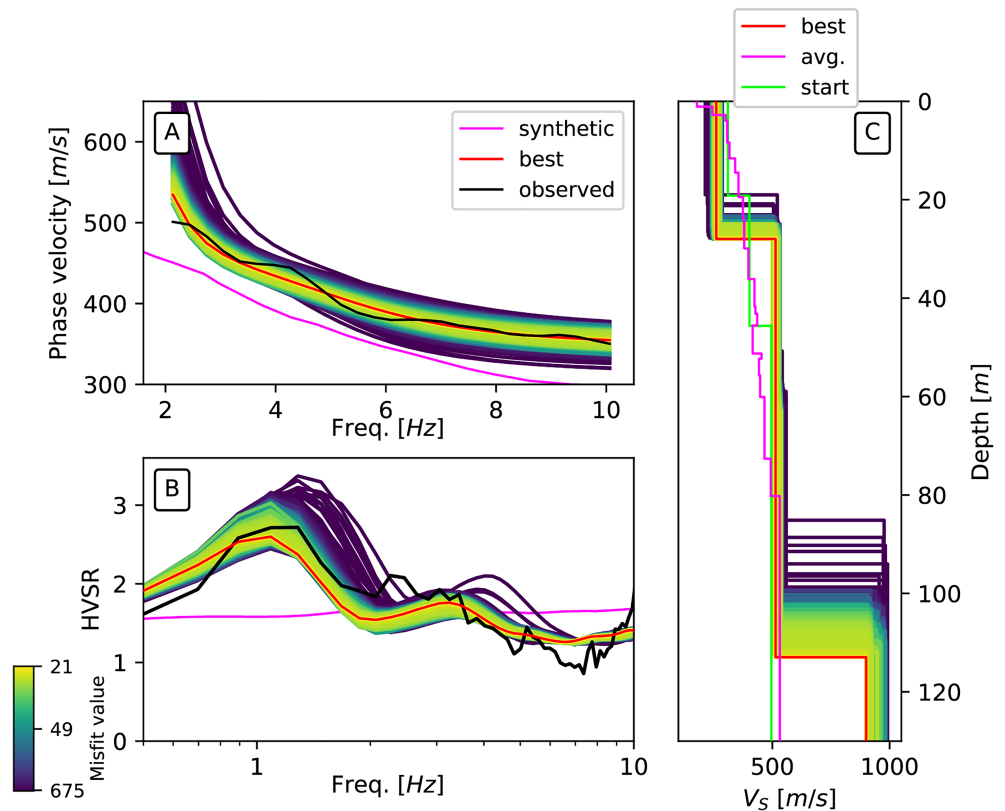 best
avg.
start
A
synthetic
best
observed
600
500
400
300
Phase velocity [m/s]
2
4
6
8
10
Freq. [Hz]
C
0
20
40
60
80
100
120
Depth [m]
500
1000
V_S [m/s]
B
3
2
1
0
HVSR
1
10
Freq. [Hz]
21
49
675
Misfit value